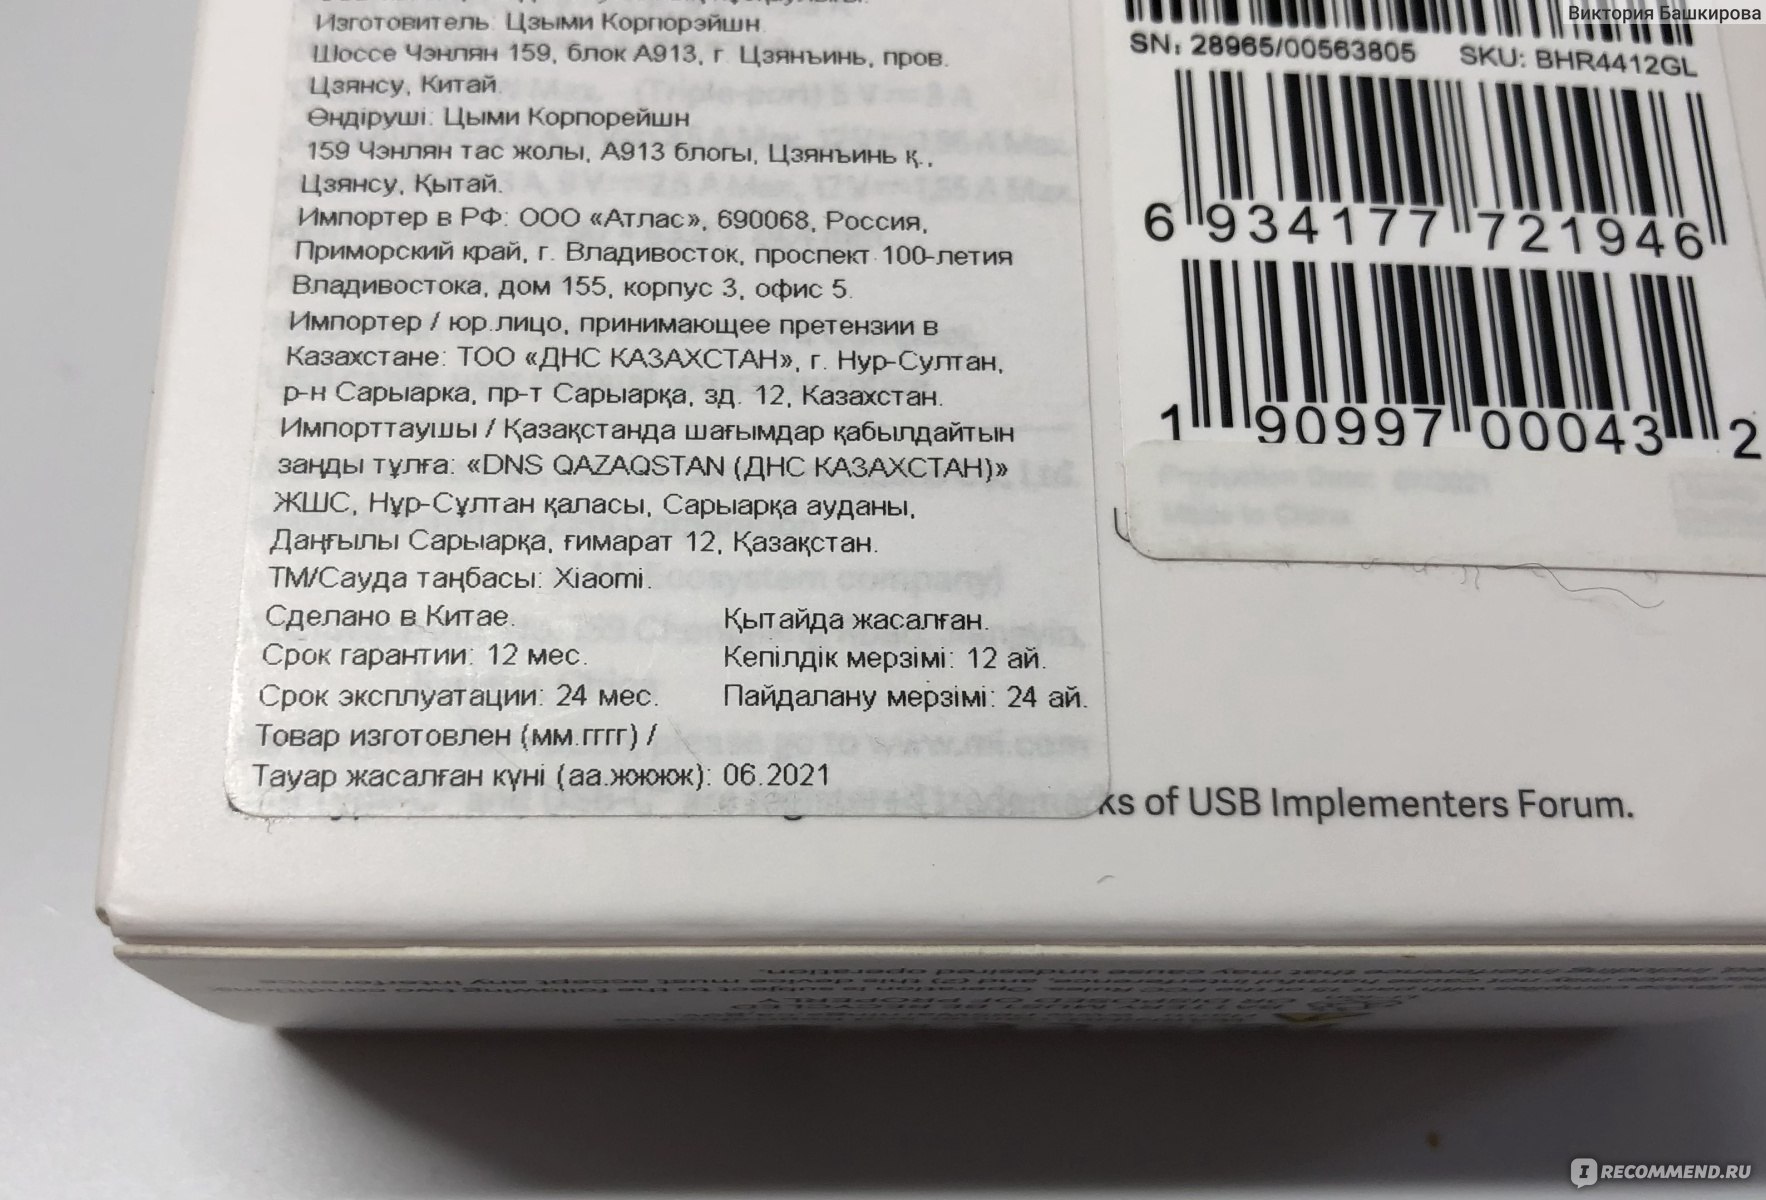 Изготовитель: Цзыми Корпорэйшн
Шоссе Чэнлян 159, блок А913, г. Цзянъинь, пров.
Цзянсу, Китай.
Өндіруші: Цыми Корпорейшн
159 Чэнлян тас жолы, А913 блогы, Цзянъинь қ.,
Цзянсу, Қытай.
Импортер в РФ: ООО «Атлас», 690068, Россия,
Приморский край, г. Владивосток, проспект 100-летия
Владивостока, дом 155, корпус 3, офис 5.
Импортер / юр.лицо, принимающее претензии в
Казахстане: ТОО «ДНС КАЗАХСТАН», г. Нур-Султан,
р-н Сарыарка, пр-т Сарыарқа, зд. 12, Казахстан.
Импорттаушы / Қазақстанда шағымдар қабылдайтын
заңды тұлға: «DNS QAZAQSTAN (ДНС КАЗАХСТАН)»
ЖШС, Нұр-Сұлтан қаласы, Сарыарқа ауданы,
Даңғылы Сарыарқа, ғимарат 12, Қазақстан.
ТМ/Сауда таңбасы: Xiaomi.
Сделано в Китае. Қытайда жасалған.
Срок гарантии: 12 мес. Кепілдік мерзімі: 12 ай.
Срок эксплуатации: 24 мес. Пайдалану мерзімі: 24 ай.
Товар изготовлен (мм.гггг) /
Тауар жасалған күні (аа.жжжж): 06.2021
ks of USB Implementers Forum.
SN: 28965/00563805 SKU: BHR4412GL
6 934177 721946
1 90997 00043 2
Виктория Башкирова
IRECOMMEND.RU